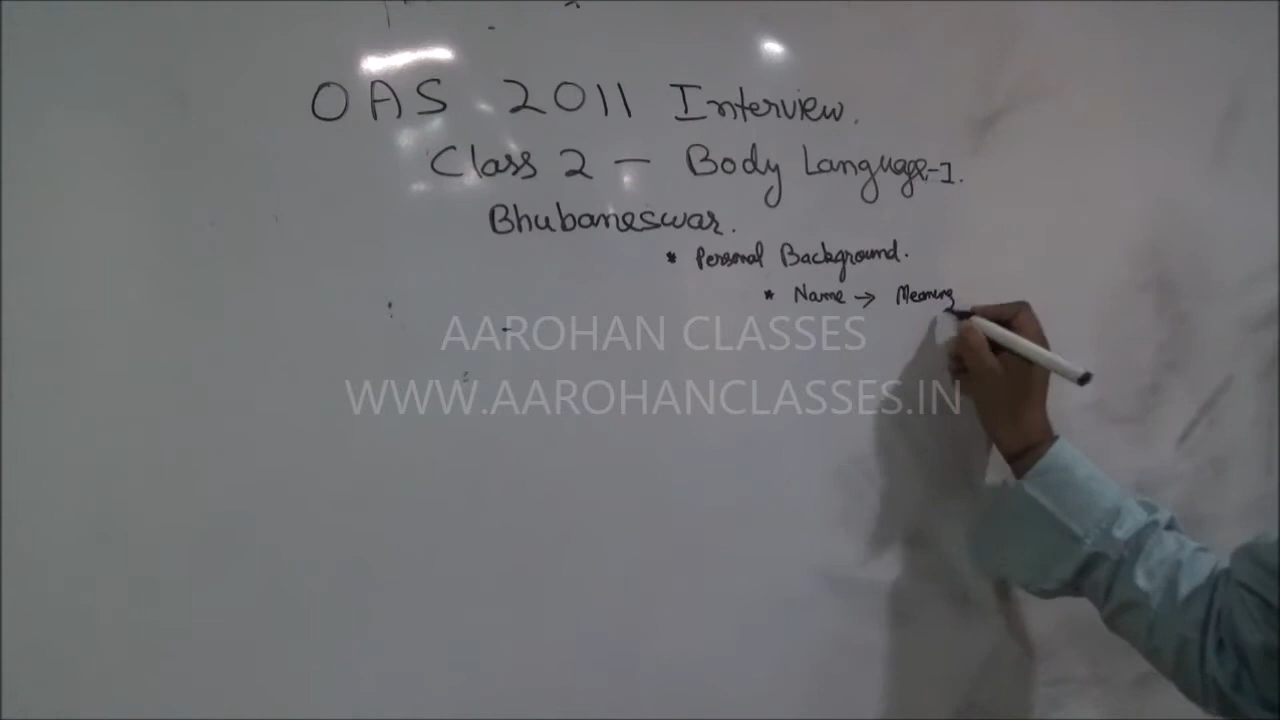 OAS 2011 Interview.
Class 2 - Body Language-1.
Bhubaneswar.
* Personal Background.
* Name → Meaning
AAROHAN CLASSES
WWW.AAROHANCLASSES.IN